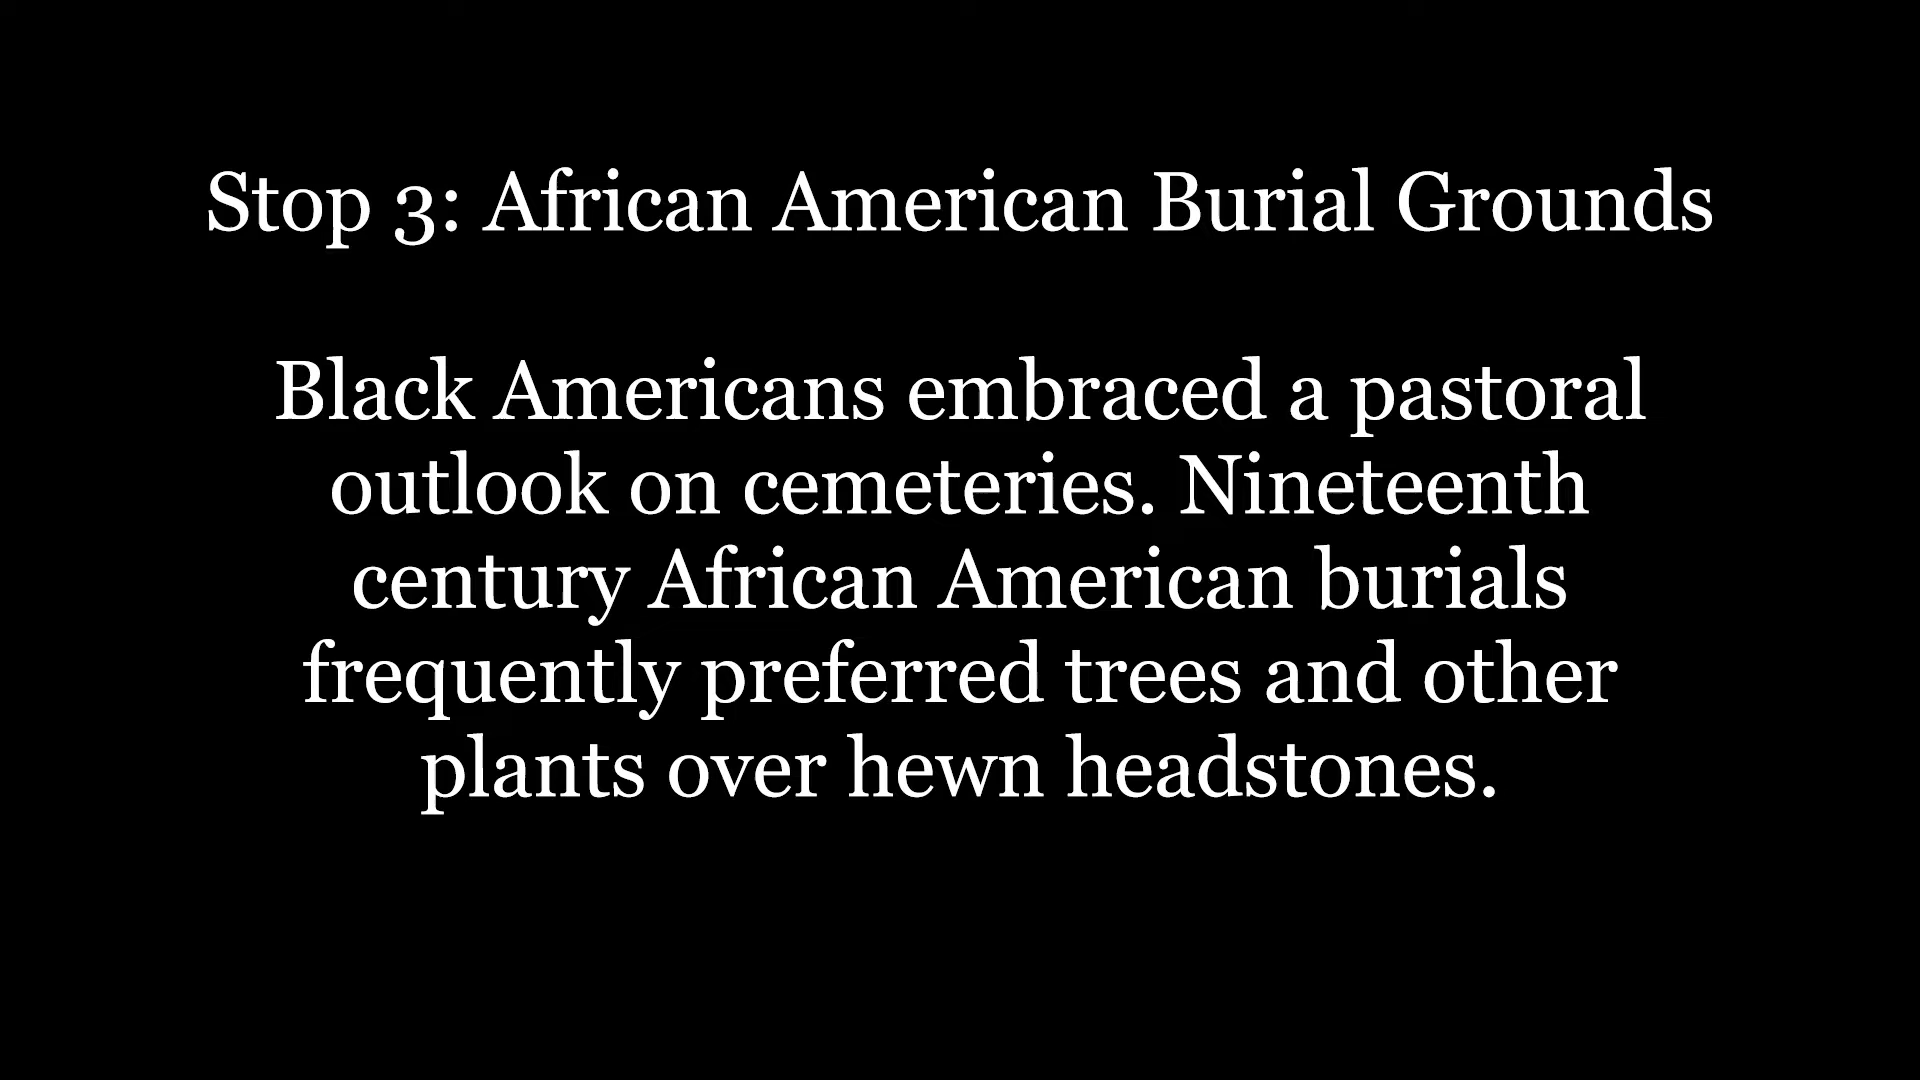 Stop 3: African American Burial Grounds
Black Americans embraced a pastoral
outlook on cemeteries. Nineteenth
century African American burials
frequently preferred trees and other
plants over hewn headstones.